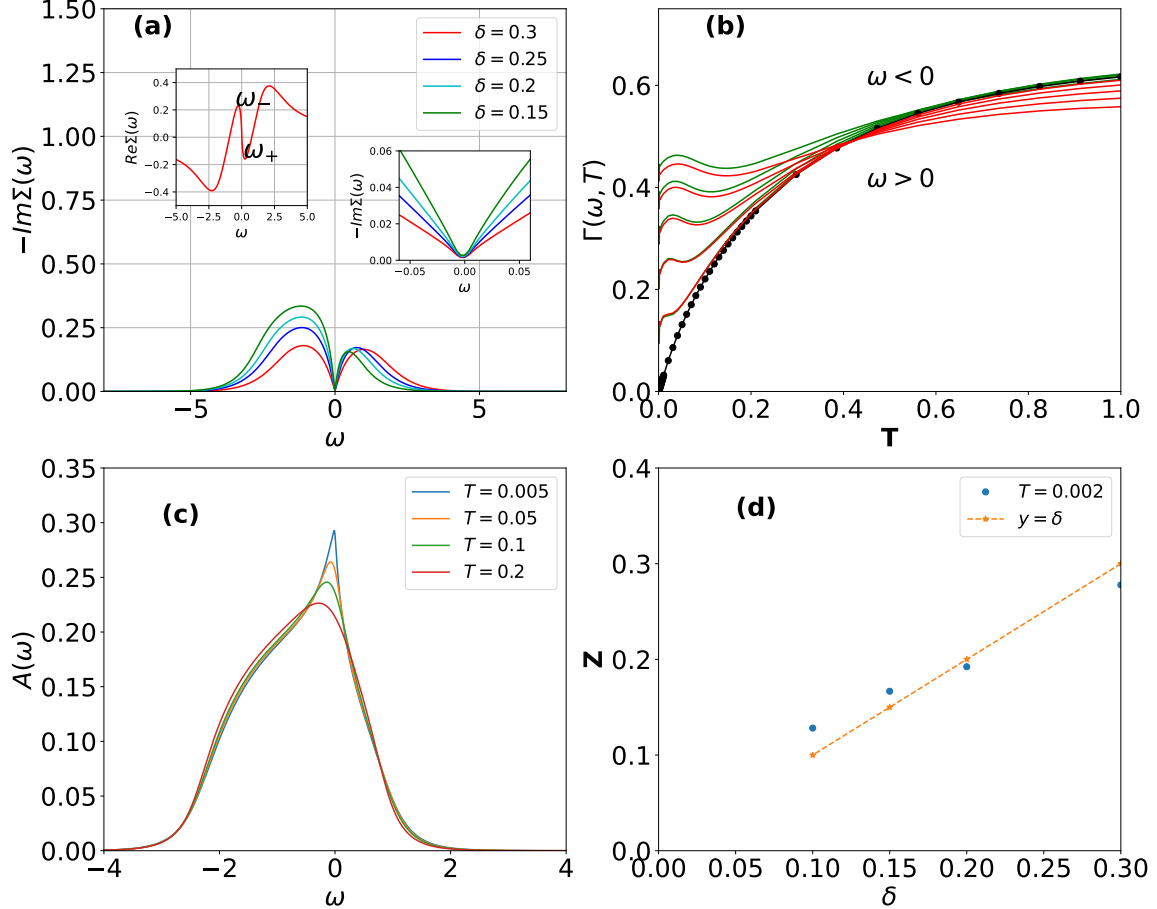 (a)
δ = 0.3
δ = 0.25
δ = 0.2
δ = 0.15
1.50
1.25
1.00
0.75
0.50
0.25
0.00
−ImΣ(ω)
−5
0
5
ω
0.4
0.2
0.0
−0.2
−0.4
ReΣ(ω)
ω−
ω+
−5.0
−2.5
0.0
2.5
5.0
ω
0.06
0.04
0.02
0.00
−ImΣ(ω)
−0.05
0.00
0.05
ω
(b)
ω < 0
ω > 0
0.6
0.4
0.2
0.0
Γ(ω, T)
0.0
0.2
0.4
0.6
0.8
1.0
T
(c)
T = 0.005
T = 0.05
T = 0.1
T = 0.2
0.35
0.30
0.25
0.20
0.15
0.10
0.05
0.00
A(ω)
−4
−2
0
2
4
ω
(d)
T = 0.002
y = δ
0.4
0.3
0.2
0.1
0.0
Z
0.00
0.05
0.10
0.15
0.20
0.25
0.30
δ